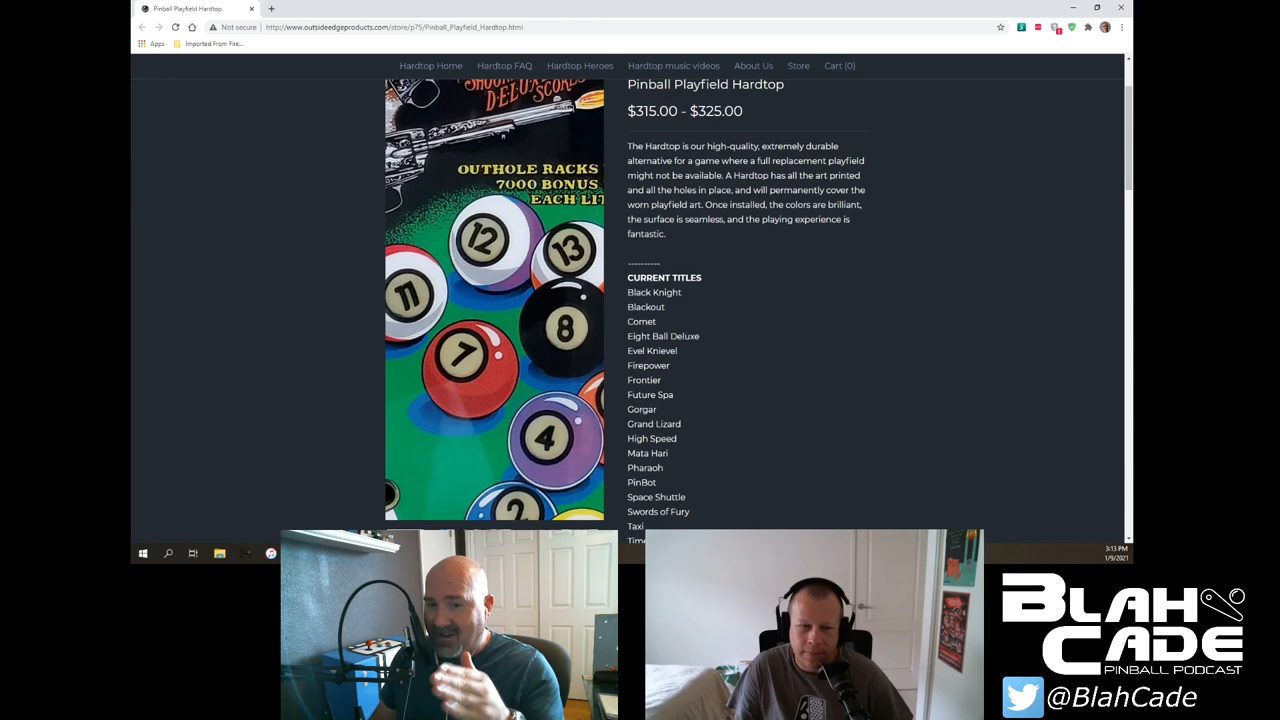 Pinball Playfield Hardtop
Not secure | http://www.outsideedgeproducts.com/store/p75/Pinball_Playfield_Hardtop.html
Apps Imported From Fire...
Hardtop Home Hardtop FAQ Hardtop Heroes Hardtop music videos About Us Store Cart (0)
DELUX SCORES
OUTHOLE RACKS
7000 BONUS
EACH LIT
12
13
11
8
7
4
2
Pinball Playfield Hardtop
$315.00 - $325.00
The Hardtop is our high-quality, extremely durable
alternative for a game where a full replacement playfield
might not be available. A Hardtop has all the art printed
and all the holes in place, and will permanently cover the
worn playfield art. Once installed, the colors are brilliant,
the surface is seamless, and the playing experience is
fantastic.
----------
CURRENT TITLES
Black Knight
Blackout
Comet
Eight Ball Deluxe
Evel Knievel
Firepower
Frontier
Future Spa
Gorgar
Grand Lizard
High Speed
Mata Hari
Pharaoh
PinBot
Space Shuttle
Swords of Fury
Taxi
3:13 PM
1/9/2021
BLAH
CADE
PINBALL PODCAST
@BlahCade